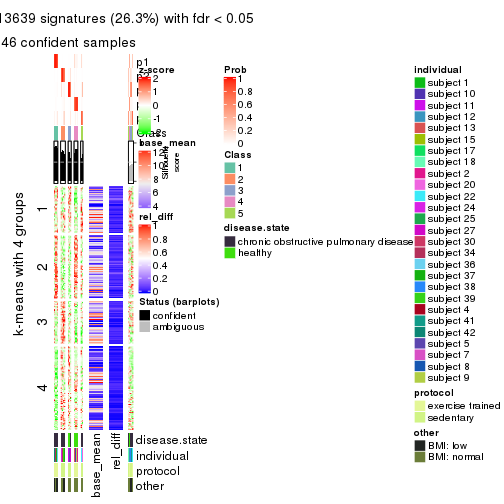 13639 signatures (26.3%) with fdr < 0.05
46 confident samples
p1
z-score
2
1
0
-1
-2
base_mean
12
10
8
6
4
rel_diff
1
0.8
0.6
0.4
0.2
0
Status (barplots)
confident
ambiguous
Silhouette
score
k-means with 4 groups
1
2
3
4
base_mean
rel_diff
disease.state
individual
protocol
other
Prob
1
0.8
0.6
0.4
0.2
0
Class
1
2
3
4
5
disease.state
chronic obstructive pulmonary disease
healthy
individual
subject 1
subject 10
subject 11
subject 12
subject 13
subject 15
subject 17
subject 18
subject 2
subject 20
subject 22
subject 24
subject 25
subject 27
subject 30
subject 34
subject 36
subject 37
subject 38
subject 39
subject 4
subject 41
subject 42
subject 5
subject 7
subject 8
subject 9
protocol
exercise trained
sedentary
other
BMI: low
BMI: normal